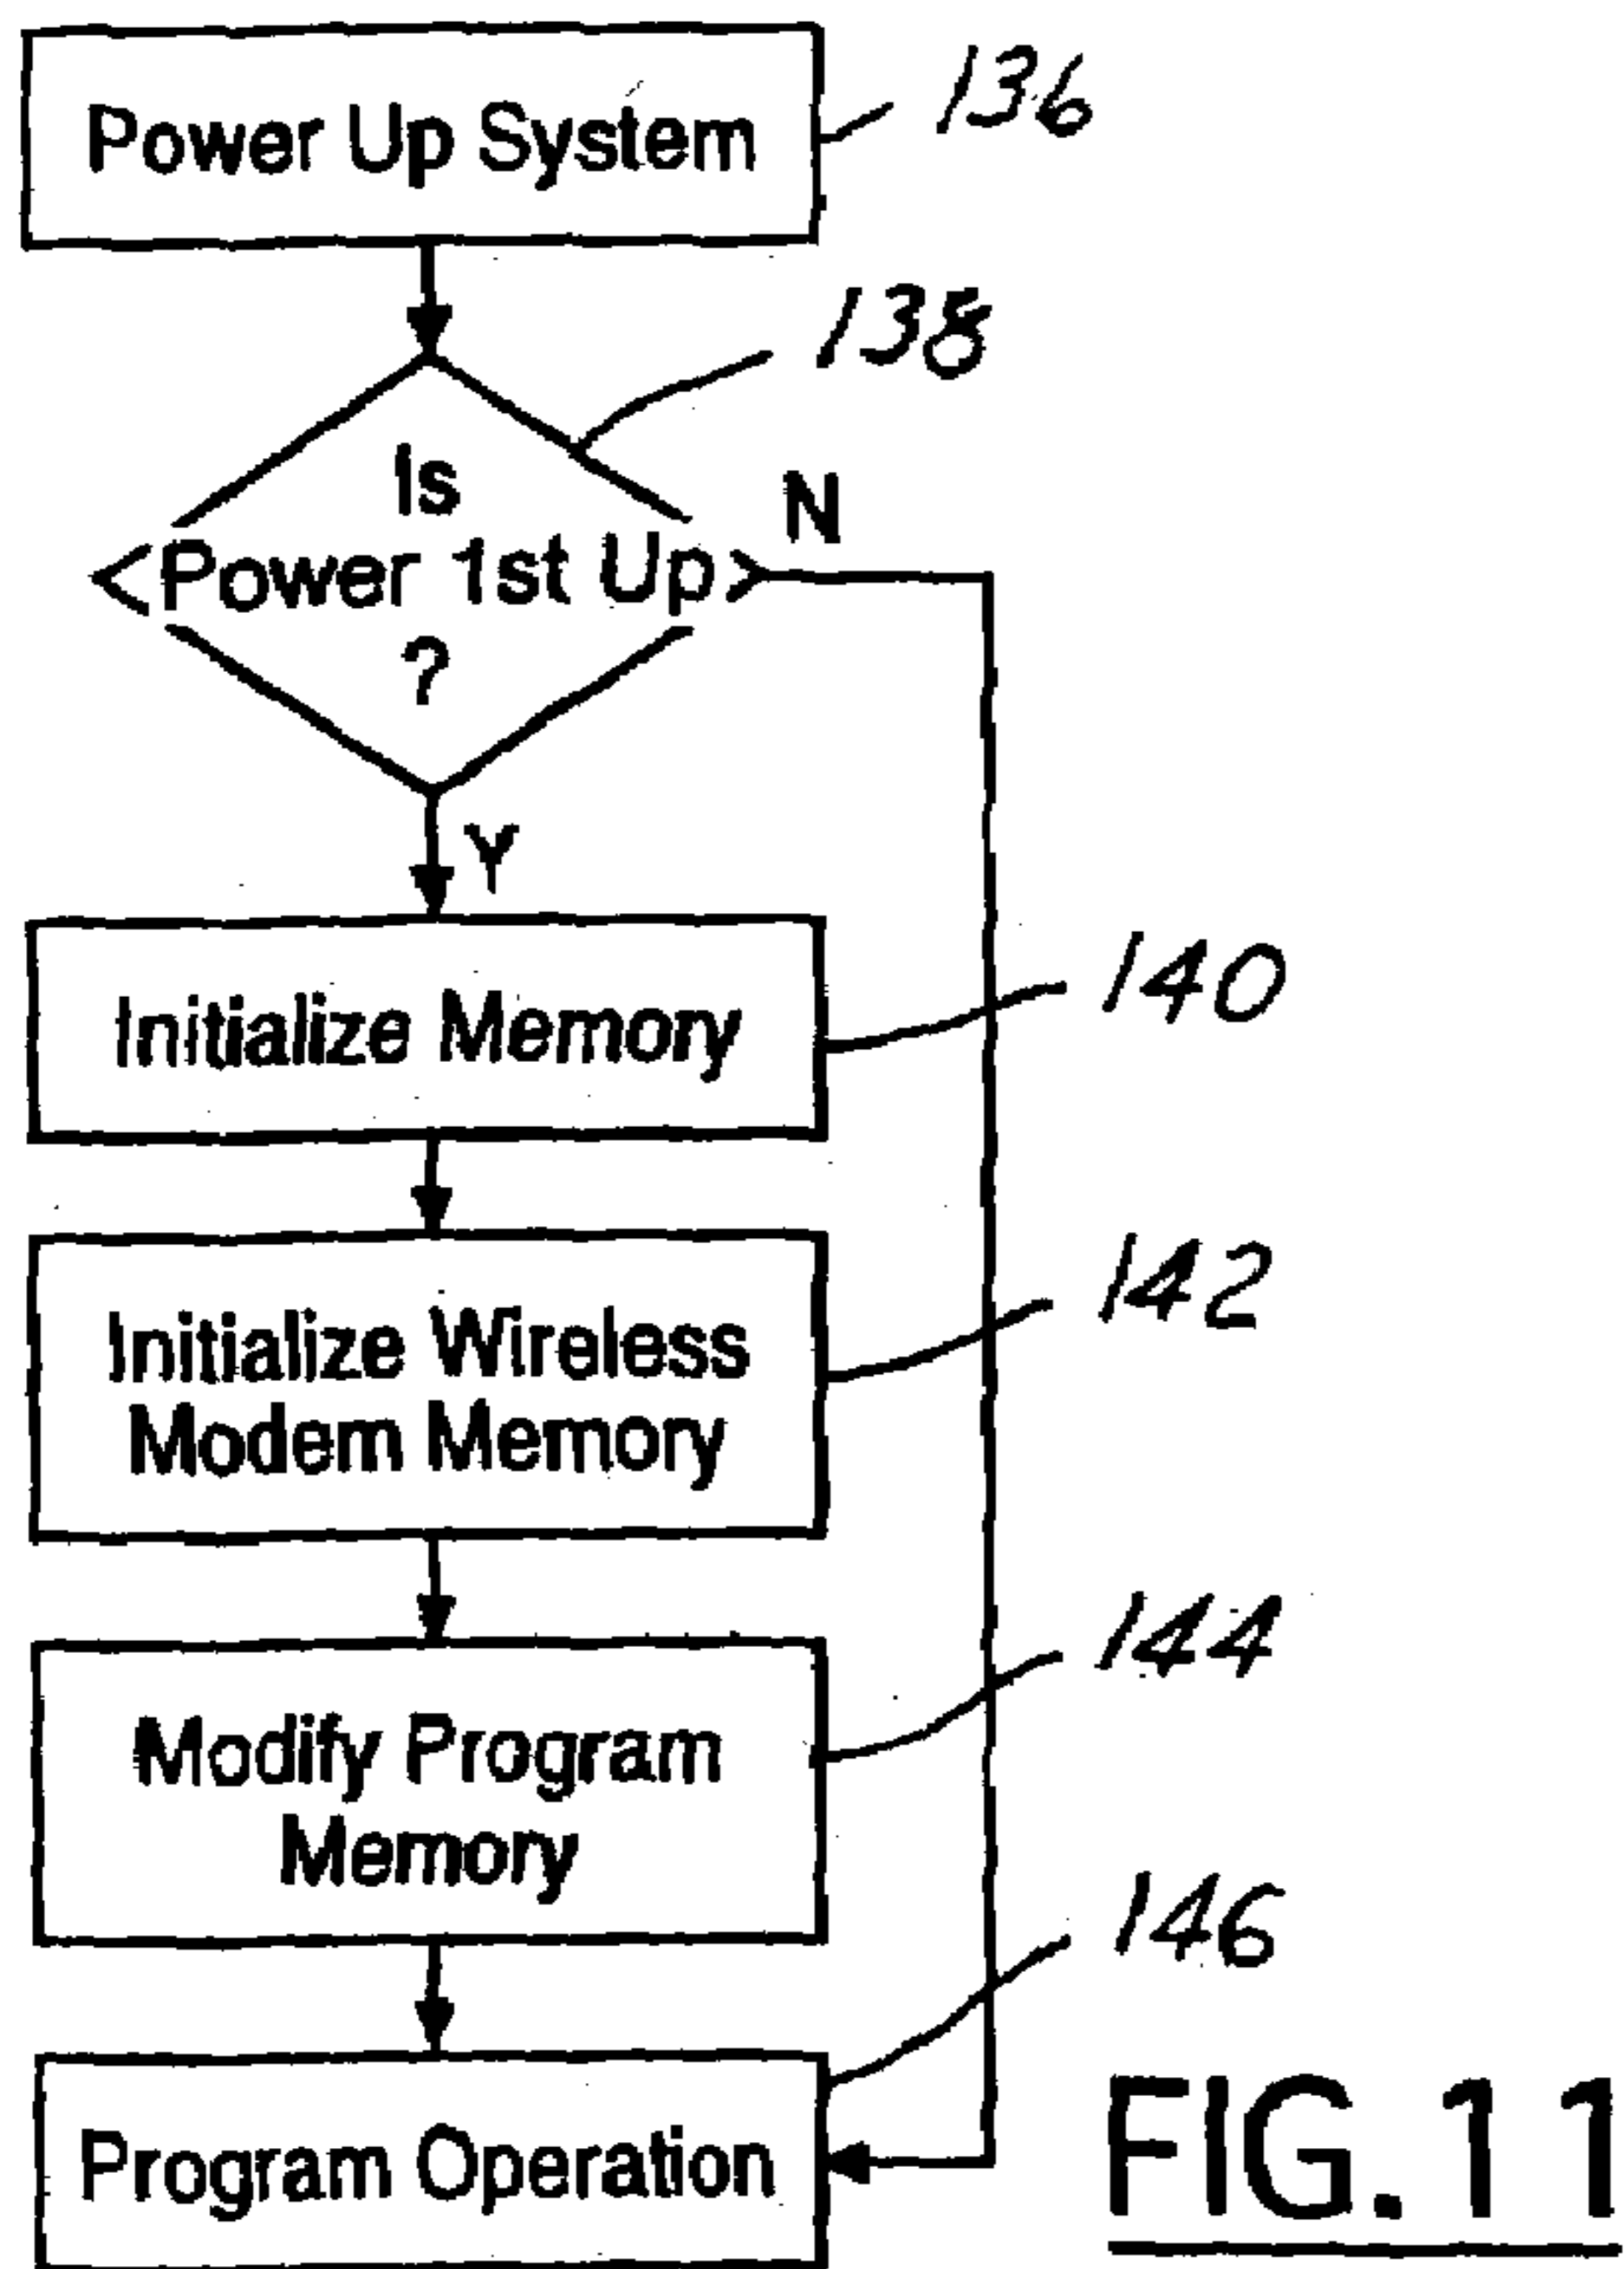 Power Up System
136
138
Is
Power 1st Up
?
N
Y
Initialize Memory
140
Initialize Wireless
Modem Memory
142
Modify Program
Memory
144
146
Program Operation
FIG. 11